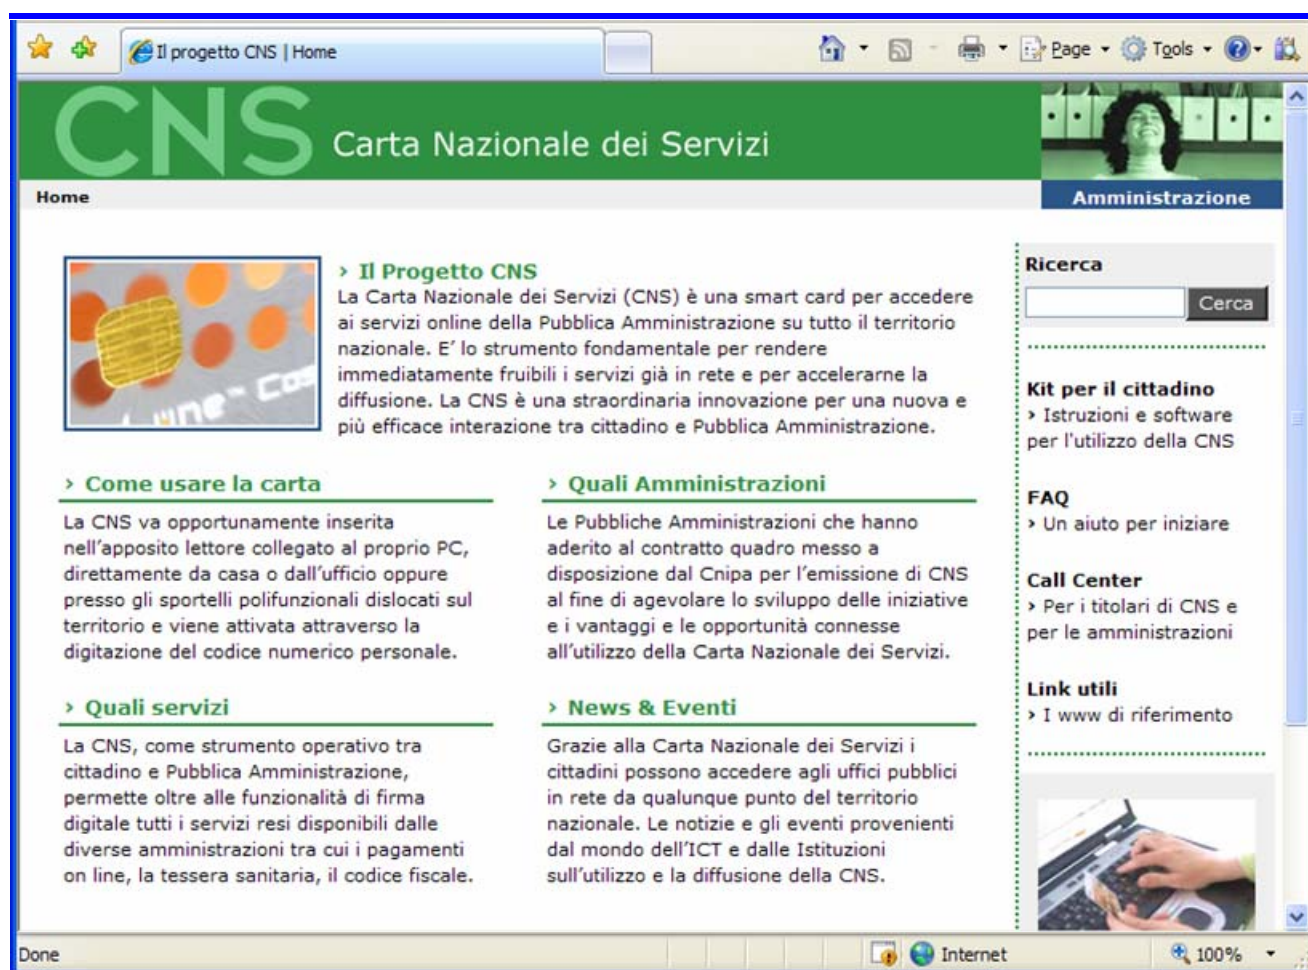 Il progetto CNS | Home
Page
Tools
CNS
Carta Nazionale dei Servizi
Home
Amministrazione
› Il Progetto CNS
La Carta Nazionale dei Servizi (CNS) è una smart card per accedere
ai servizi online della Pubblica Amministrazione su tutto il territorio
nazionale. E' lo strumento fondamentale per rendere
immediatamente fruibili i servizi già in rete e per accelerarne la
diffusione. La CNS è una straordinaria innovazione per una nuova e
più efficace interazione tra cittadino e Pubblica Amministrazione.
› Come usare la carta
La CNS va opportunamente inserita
nell'apposito lettore collegato al proprio PC,
direttamente da casa o dall'ufficio oppure
presso gli sportelli polifunzionali dislocati sul
territorio e viene attivata attraverso la
digitazione del codice numerico personale.
› Quali Amministrazioni
Le Pubbliche Amministrazioni che hanno
aderito al contratto quadro messo a
disposizione dal Cnipa per l'emissione di CNS
al fine di agevolare lo sviluppo delle iniziative
e i vantaggi e le opportunità connesse
all'utilizzo della Carta Nazionale dei Servizi.
› Quali servizi
La CNS, come strumento operativo tra
cittadino e Pubblica Amministrazione,
permette oltre alle funzionalità di firma
digitale tutti i servizi resi disponibili dalle
diverse amministrazioni tra cui i pagamenti
on line, la tessera sanitaria, il codice fiscale.
› News & Eventi
Grazie alla Carta Nazionale dei Servizi i
cittadini possono accedere agli uffici pubblici
in rete da qualunque punto del territorio
nazionale. Le notizie e gli eventi provenienti
dal mondo dell'ICT e dalle Istituzioni
sull'utilizzo e la diffusione della CNS.
Ricerca
Cerca
Kit per il cittadino
› Istruzioni e software
per l'utilizzo della CNS
FAQ
› Un aiuto per iniziare
Call Center
› Per i titolari di CNS e
per le amministrazioni
Link utili
› I www di riferimento
Done
Internet
100%